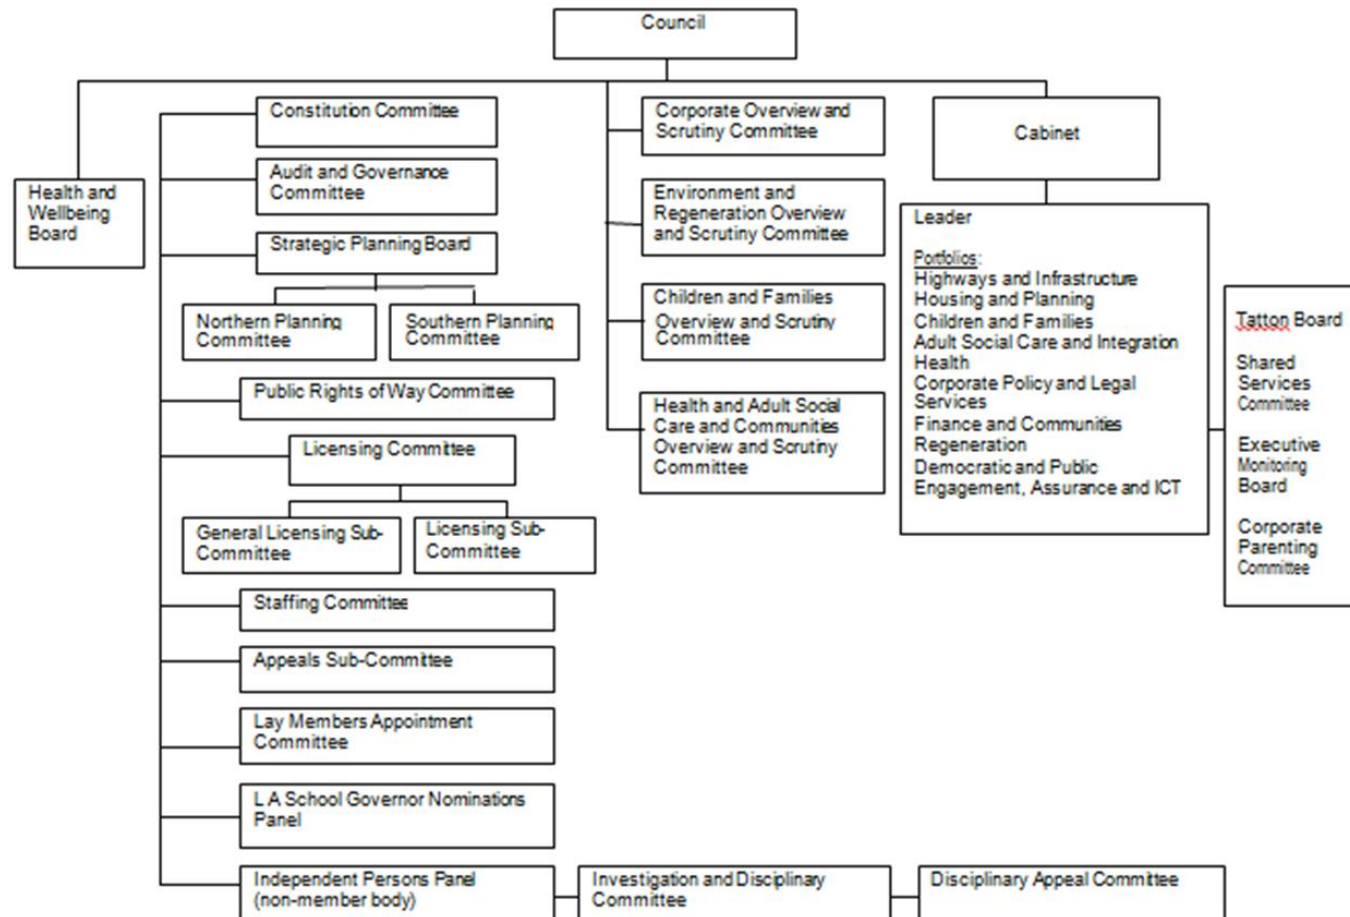 Council
Health and
Wellbeing
Board
Constitution Committee
Audit and Governance
Committee
Strategic Planning Board
Northern Planning
Committee
Southern Planning
Committee
Public Rights of Way Committee
Licensing Committee
General Licensing Sub-
Committee
Licensing Sub-
Committee
Staffing Committee
Appeals Sub-Committee
Lay Members Appointment
Committee
L A School Governor Nominations
Panel
Independent Persons Panel
(non-member body)
Investigation and Disciplinary
Committee
Disciplinary Appeal Committee
Corporate Overview and
Scrutiny Committee
Environment and
Regeneration Overview
and Scrutiny Committee
Children and Families
Overview and Scrutiny
Committee
Health and Adult Social
Care and Communities
Overview and Scrutiny
Committee
Cabinet
Leader
Portfolios:
Highways and Infrastructure
Housing and Planning
Children and Families
Adult Social Care and Integration
Health
Corporate Policy and Legal
Services
Finance and Communities
Regeneration
Democratic and Public
Engagement, Assurance and ICT
Tatton Board
Shared
Services
Committee
Executive
Monitoring
Board
Corporate
Parenting
Committee